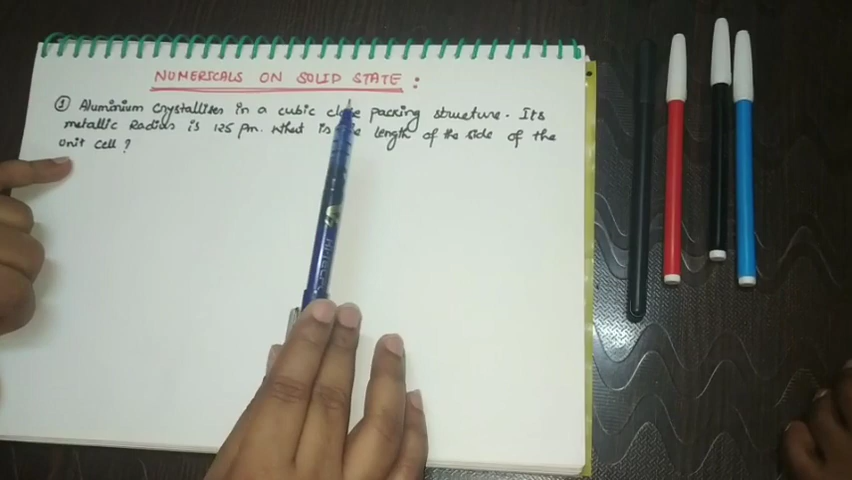 NUMERICALS ON SOLID STATE :
① Aluminium Crystallises in a cubic close packing structure. Its
metallic Radius is 125 pm. What is the length of the side of the
Unit cell ?